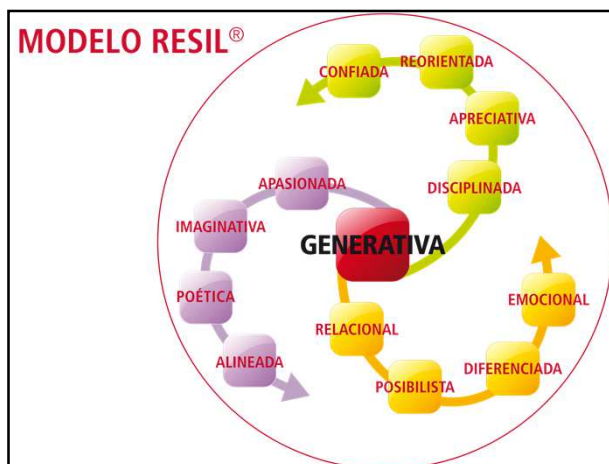 MODELO RESIL®
CONFIADA
REORIENTADA
APRECIATIVA
DISCIPLINADA
APASIONADA
IMAGINATIVA
POÉTICA
ALINEADA
GENERATIVA
RELACIONAL
POSIBILISTA
DIFERENCIADA
EMOCIONAL